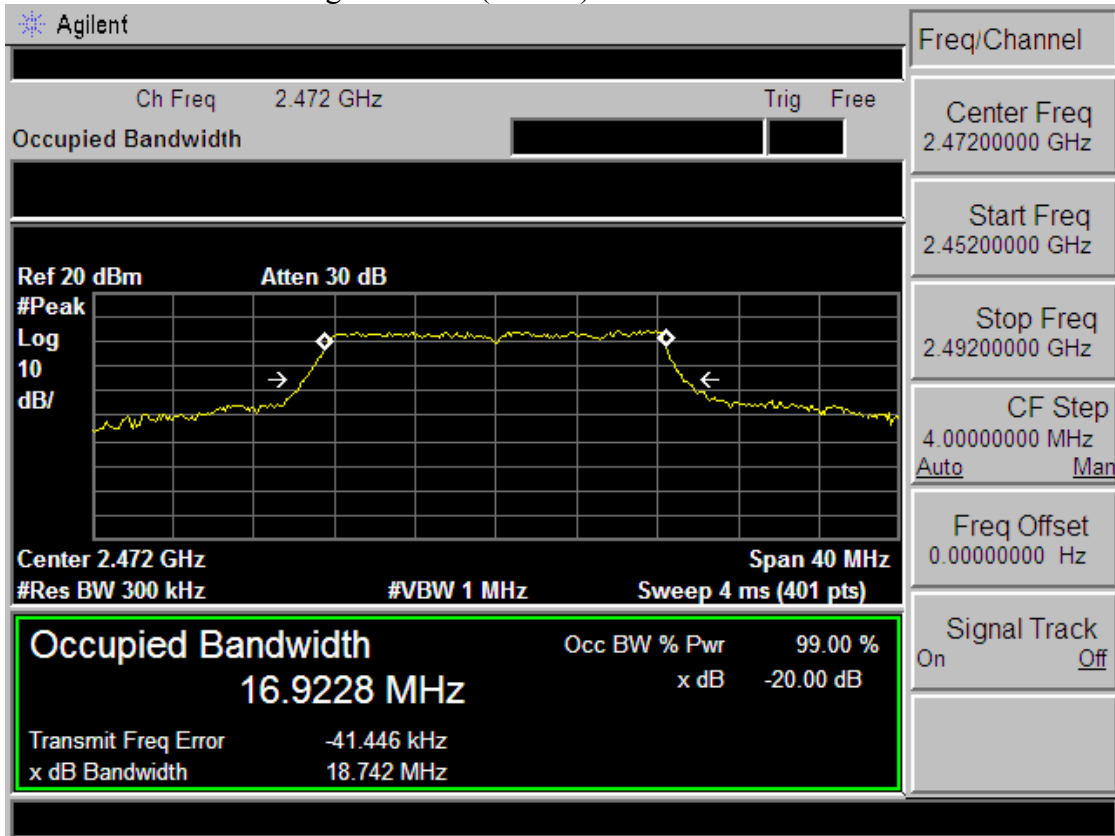 Agilent
Freq/Channel
Ch Freq 2.472 GHz Trig Free
Occupied Bandwidth
Center Freq
2.47200000 GHz
Start Freq
2.45200000 GHz
Ref 20 dBm Atten 30 dB
#Peak
Log
10
dB/
Stop Freq
2.49200000 GHz
CF Step
4.00000000 MHz
Auto Man
Freq Offset
0.00000000 Hz
Center 2.472 GHz Span 40 MHz
#Res BW 300 kHz #VBW 1 MHz Sweep 4 ms (401 pts)
Signal Track
On Off
Occupied Bandwidth Occ BW % Pwr 99.00 %
16.9228 MHz x dB -20.00 dB
Transmit Freq Error -41.446 kHz
x dB Bandwidth 18.742 MHz